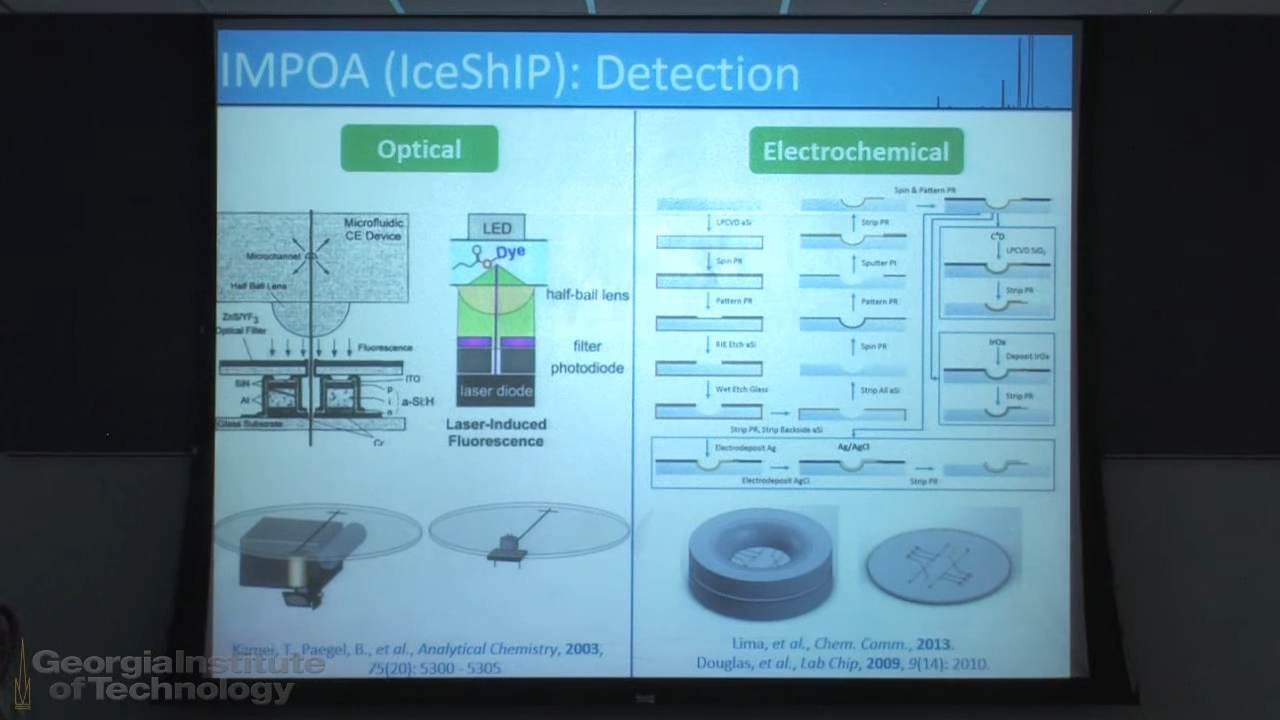 IMPOA (IceShIP): Detection
Optical
Microfluidic
CE Device
Microchannel
Half Ball Lens
ZnS/YF3
Optical Filter
Fluorescence
SiN
Al
ITO
p
i
n
a-Si:H
Glass Substrate
Cr
LED
Dye
half-ball lens
filter
photodiode
laser diode
Laser-Induced
Fluorescence
Karnei, T., Paegel, B., et al., Analytical Chemistry, 2003,
75(20): 5300 - 5305
Electrochemical
Spin & Pattern PR
LPCVD aSi
Strip PR
C4D
LPCVD SiO2
Spin PR
Sputter Pt
Strip PR
Pattern PR
Pattern PR
RIE Etch aSi
Spin PR
IrOx
Deposit IrOx
Wet Etch Glass
Strip All aSi
Strip PR
Strip PR, Strip Backside aSi
Electrodeposit Ag
Ag/AgCl
Electrodeposit AgCl
Strip PR
Lima, et al., Chem. Comm., 2013.
Douglas, et al., Lab Chip, 2009, 9(14): 2010.
Georgia Institute
of Technology